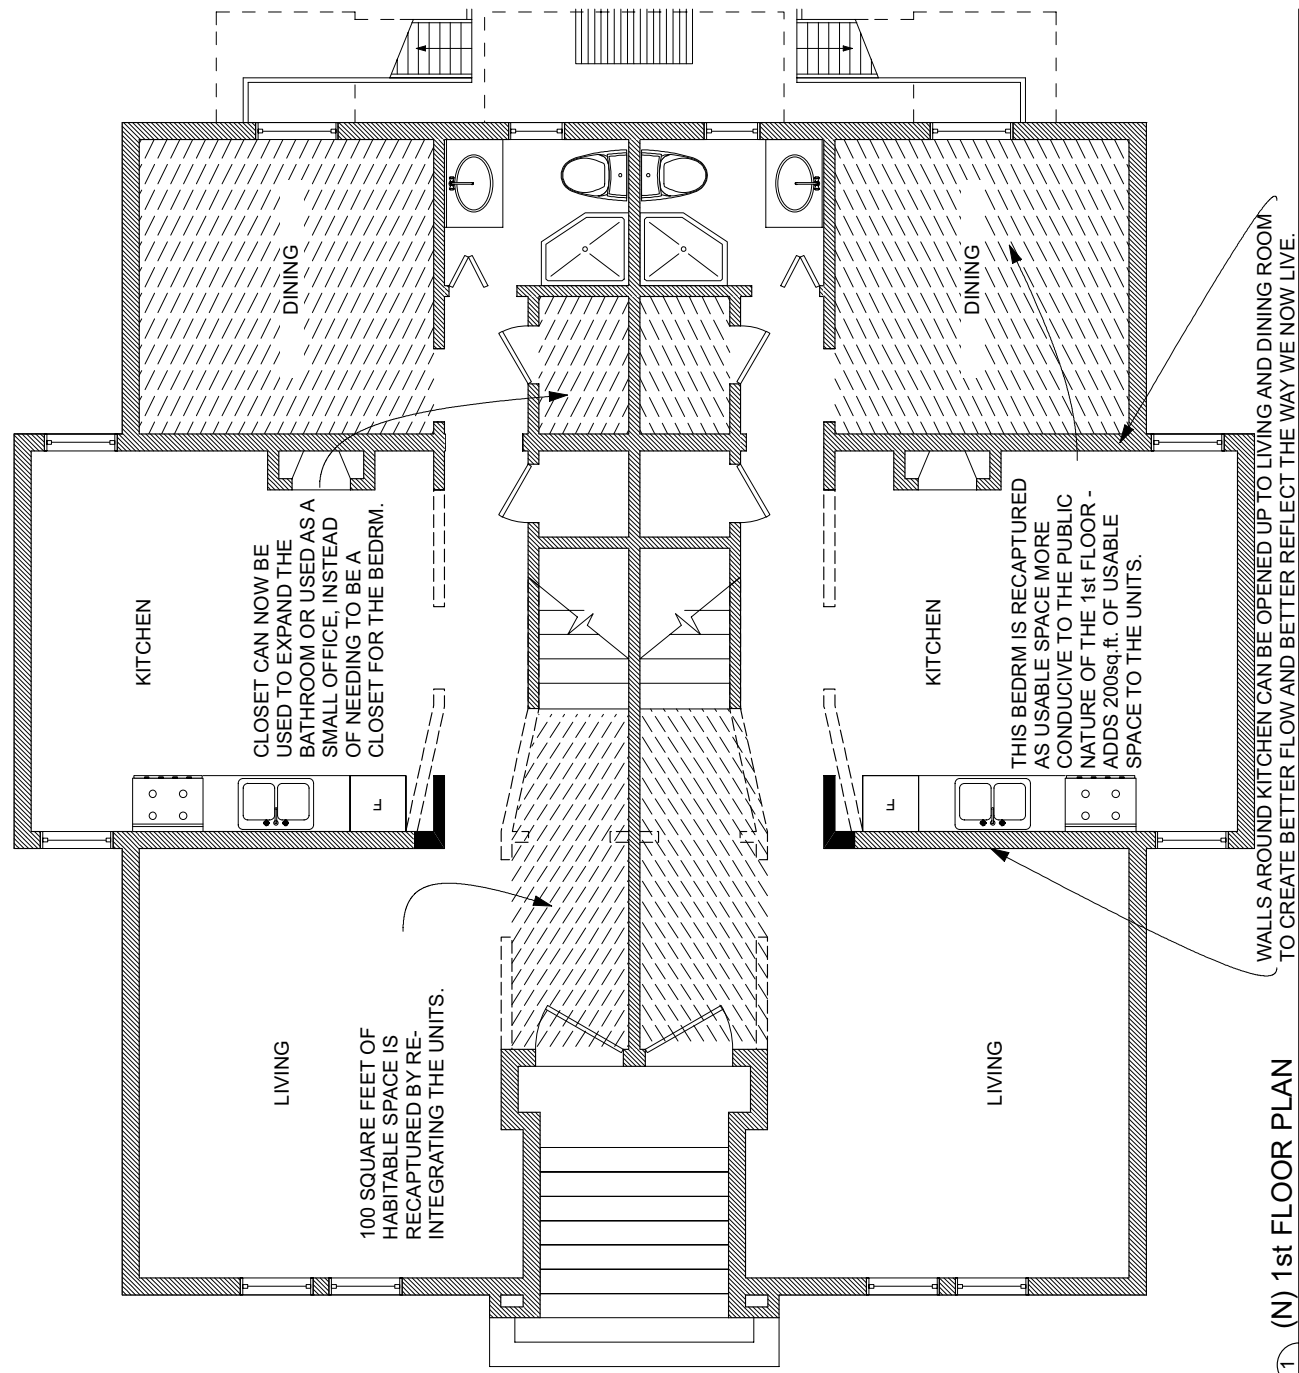 LIVING
KITCHEN
DINING
100 SQUARE FEET OF
HABITABLE SPACE IS
RECAPTURED BY RE-
INTEGRATING THE UNITS.
CLOSET CAN NOW BE
USED TO EXPAND THE
BATHROOM OR USED AS A
SMALL OFFICE, INSTEAD
OF NEEDING TO BE A
CLOSET FOR THE BEDRM.
LIVING
KITCHEN
DINING
THIS BEDRM IS RECAPTURED
AS USABLE SPACE MORE
CONDUCIVE TO THE PUBLIC
NATURE OF THE 1st FLOOR -
ADDS 200sq.ft. OF USABLE
SPACE TO THE UNITS.
WALLS AROUND KITCHEN CAN BE OPENED UP TO LIVING AND DINING ROOM
TO CREATE BETTER FLOW AND BETTER REFLECT THE WAY WE NOW LIVE.
1 (N) 1st FLOOR PLAN